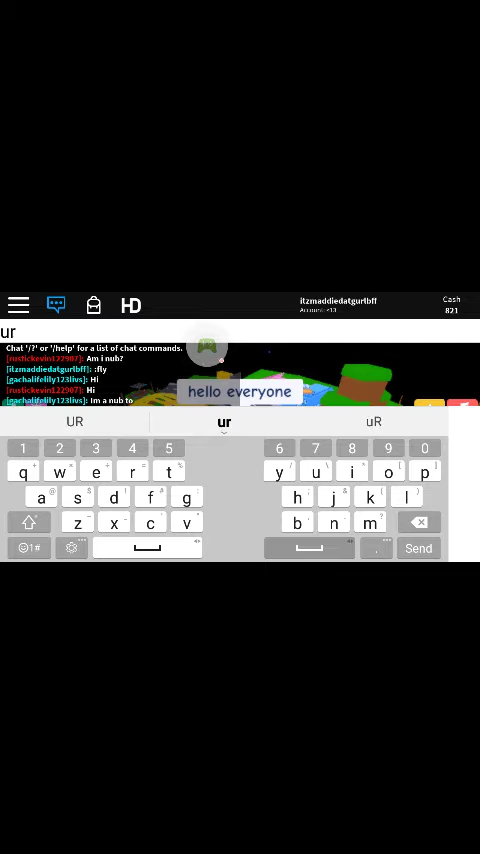 HD
itzmaddiedatgurlbff
Account: <13
Cash
821
ur
Chat '/?' or '/help' for a list of chat commands.
[rustickevin122907]: Am i nub?
[itzmaddiedatgurlbff]: :fly
[gachalifelily123livs]: Hi
[rustickevin122907]: Hi
[gachalifelily123livs]: Im a nub to
hello everyone
UR ur uR
1 2 3 4 5 6 7 8 9 0
q w e r t y u i o p
a s d f g h j k l
z x c v b n m
1# . Send